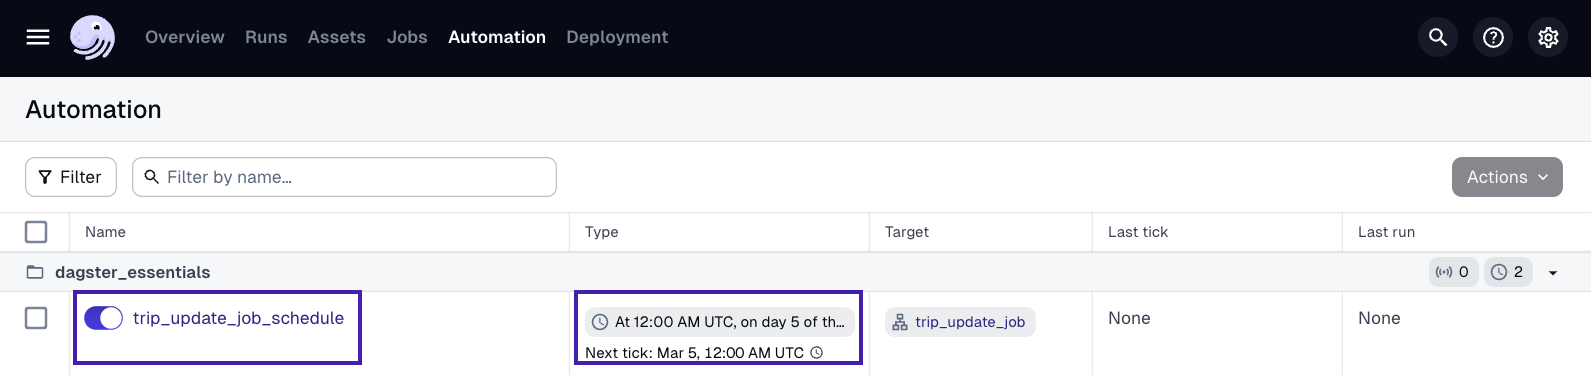 Overview Runs Assets Jobs Automation Deployment
Automation
Filter
Filter by name...
Actions
Name Type Target Last tick Last run
dagster_essentials 0 2
trip_update_job_schedule At 12:00 AM UTC, on day 5 of th... trip_update_job None None
Next tick: Mar 5, 12:00 AM UTC